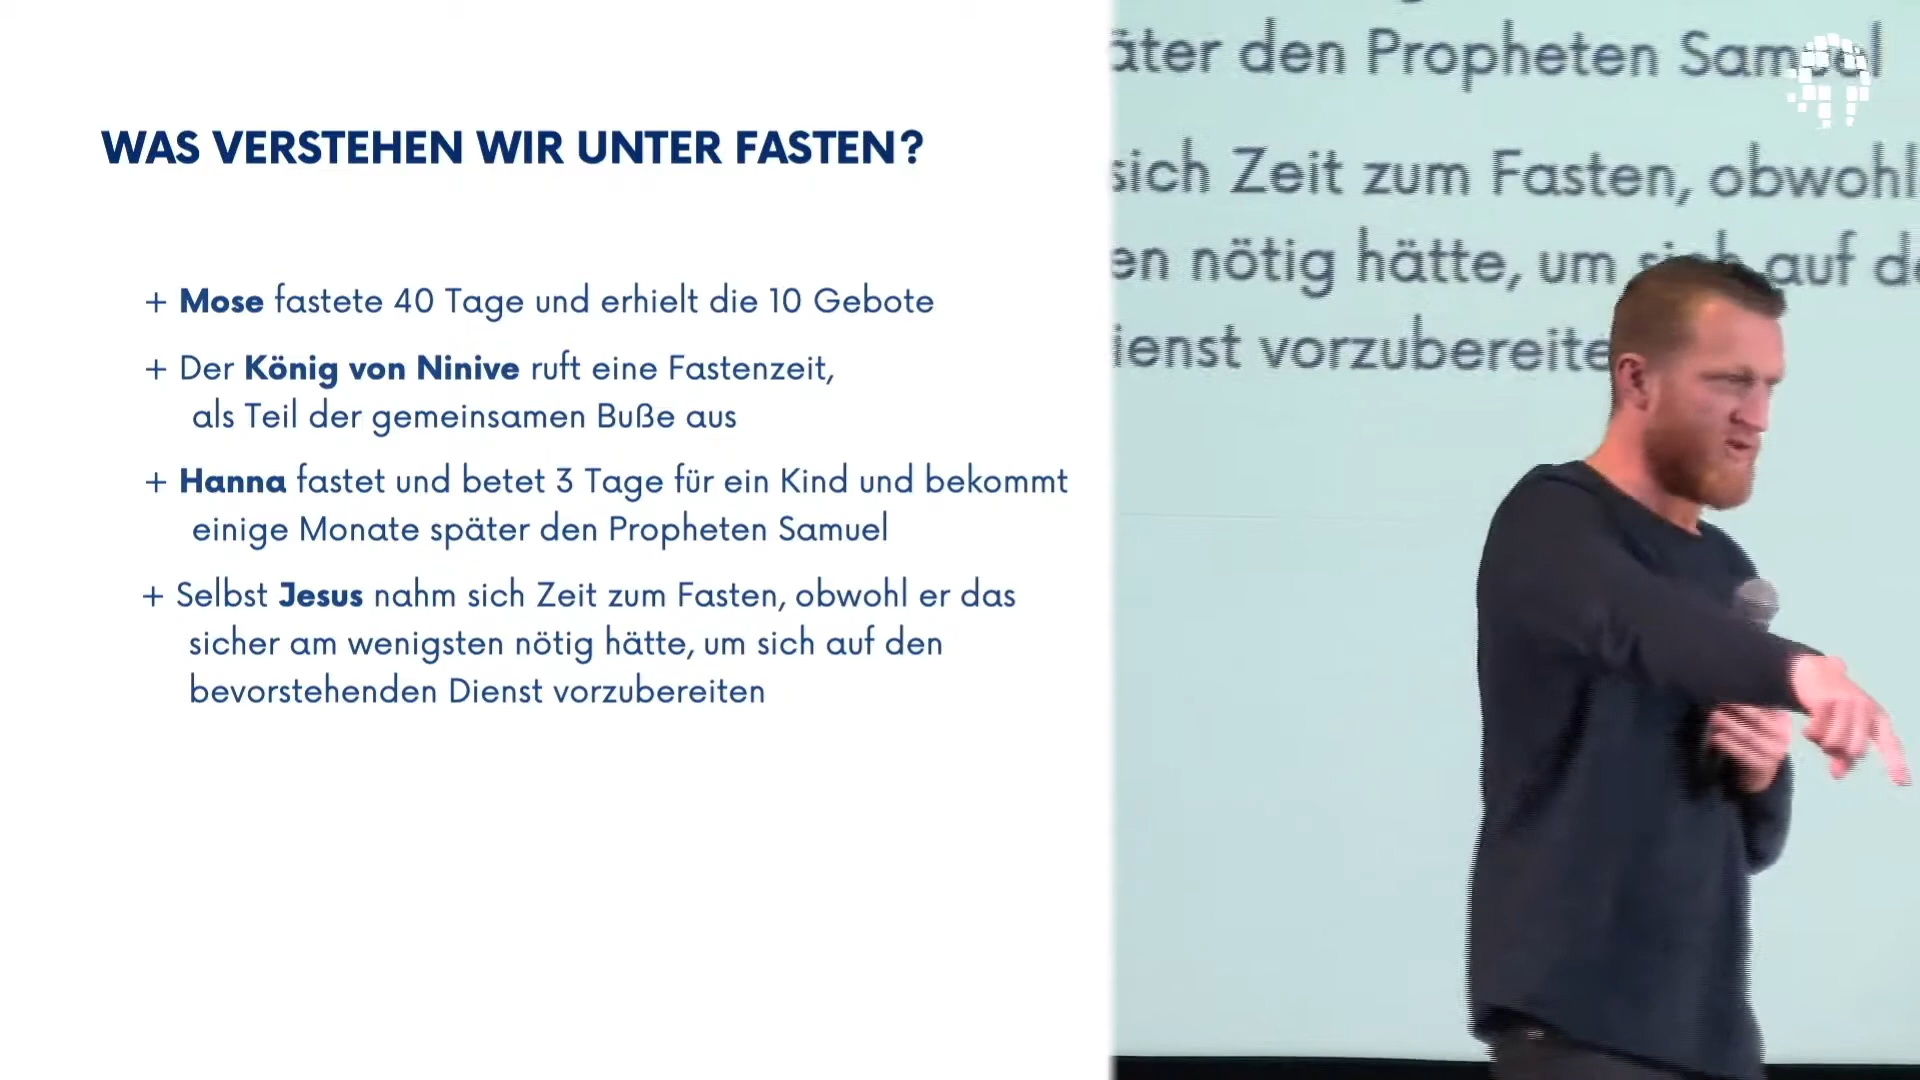 WAS VERSTEHEN WIR UNTER FASTEN?
+ Mose fastete 40 Tage und erhielt die 10 Gebote
+ Der König von Ninive ruft eine Fastenzeit,
als Teil der gemeinsamen Buße aus
+ Hanna fastet und betet 3 Tage für ein Kind und bekommt
einige Monate später den Propheten Samuel
+ Selbst Jesus nahm sich Zeit zum Fasten, obwohl er das
sicher am wenigsten nötig hätte, um sich auf den
bevorstehenden Dienst vorzubereiten
äter den Propheten Samuel
sich Zeit zum Fasten, obwohl
en nötig hätte, um sich auf de
ienst vorzubereite